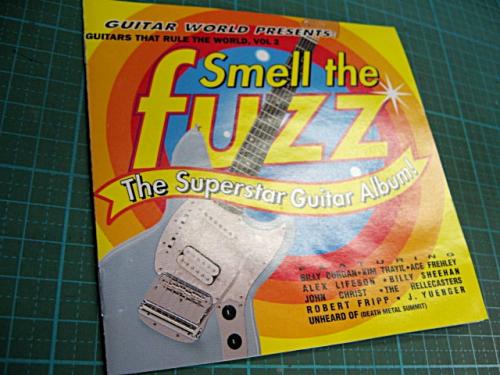 GUITAR WORLD PRESENTS:
GUITARS THAT RULE THE WORLD, VOL 2
Smell the
fuzz
The Superstar Guitar Album!
FEATURING
BILLY CORGAN•KIM THAYIL•ACE FREHLEY
ALEX LIFESON•BILLY SHEEHAN
JOHN CHRIST•THE HELLECASTERS
ROBERT FRIPP•J. YUENGER
UNHEARD OF (DEATH METAL SUMMIT)